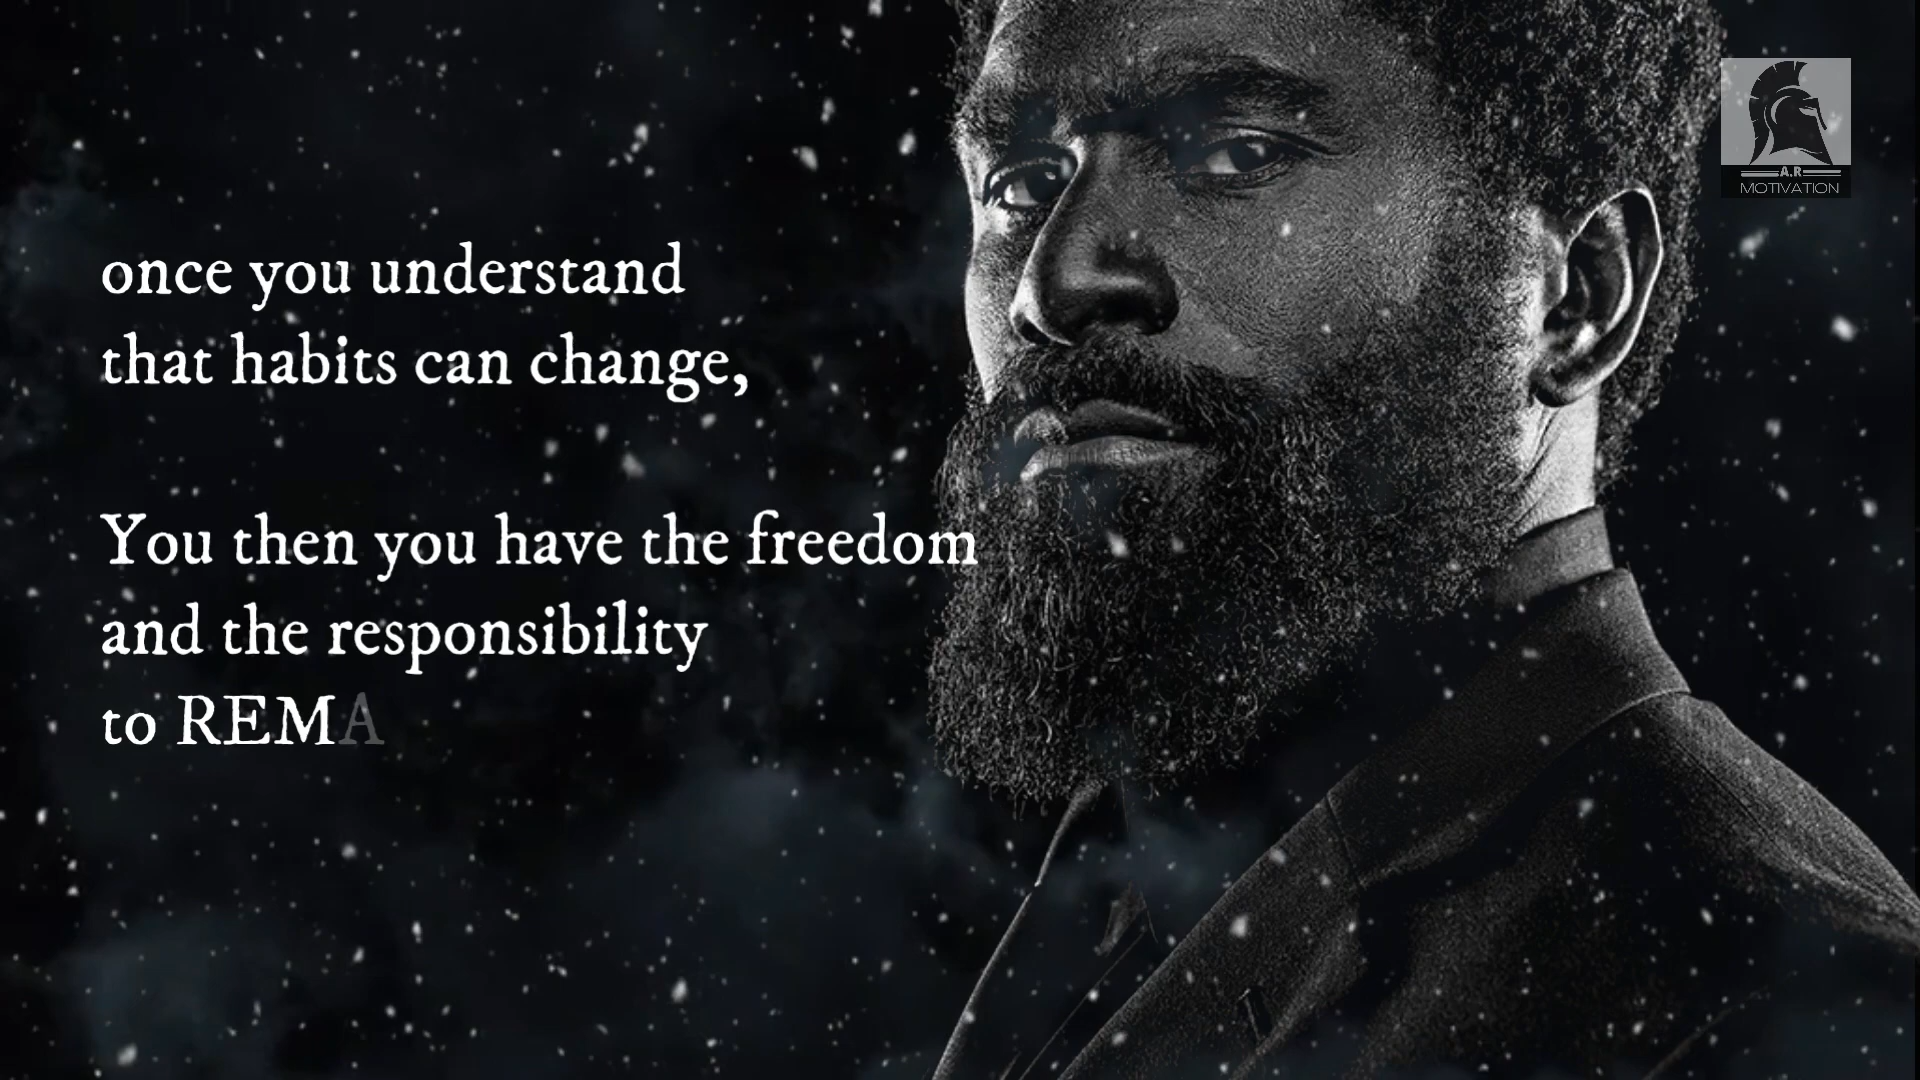 once you understand
that habits can change,
You then you have the freedom
and the responsibility
to REMA
A.R
MOTIVATION